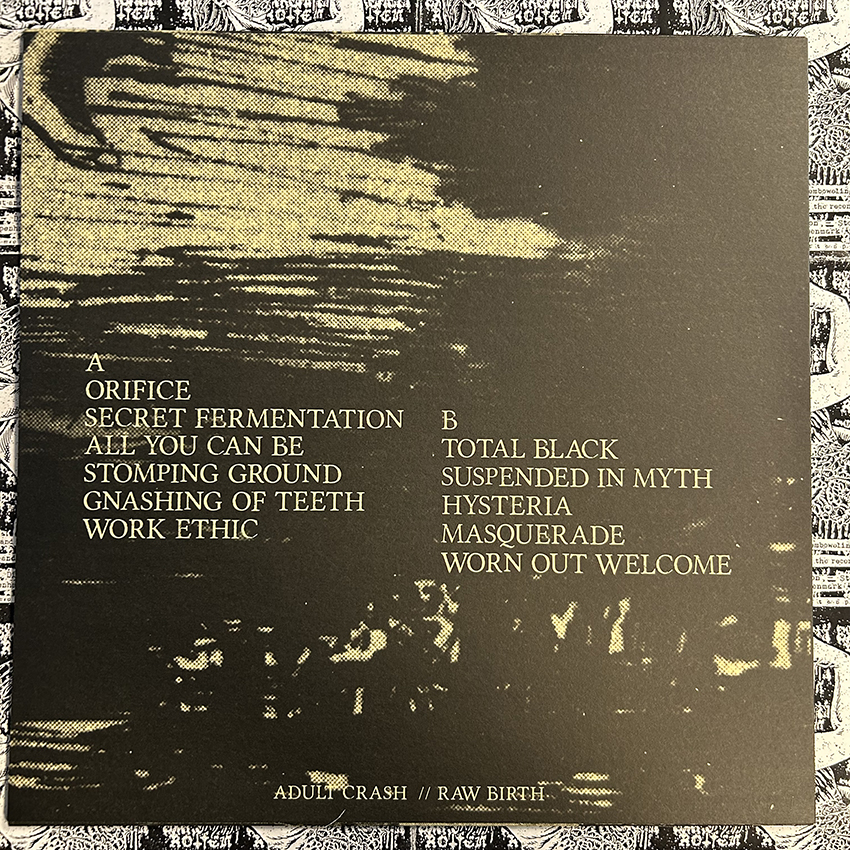 A
ORIFICE
SECRET FERMENTATION
ALL YOU CAN BE
STOMPING GROUND
GNASHING OF TEETH
WORK ETHIC
B
TOTAL BLACK
SUSPENDED IN MYTH
HYSTERIA
MASQUERADE
WORN OUT WELCOME
ADULT CRASH // RAW BIRTH